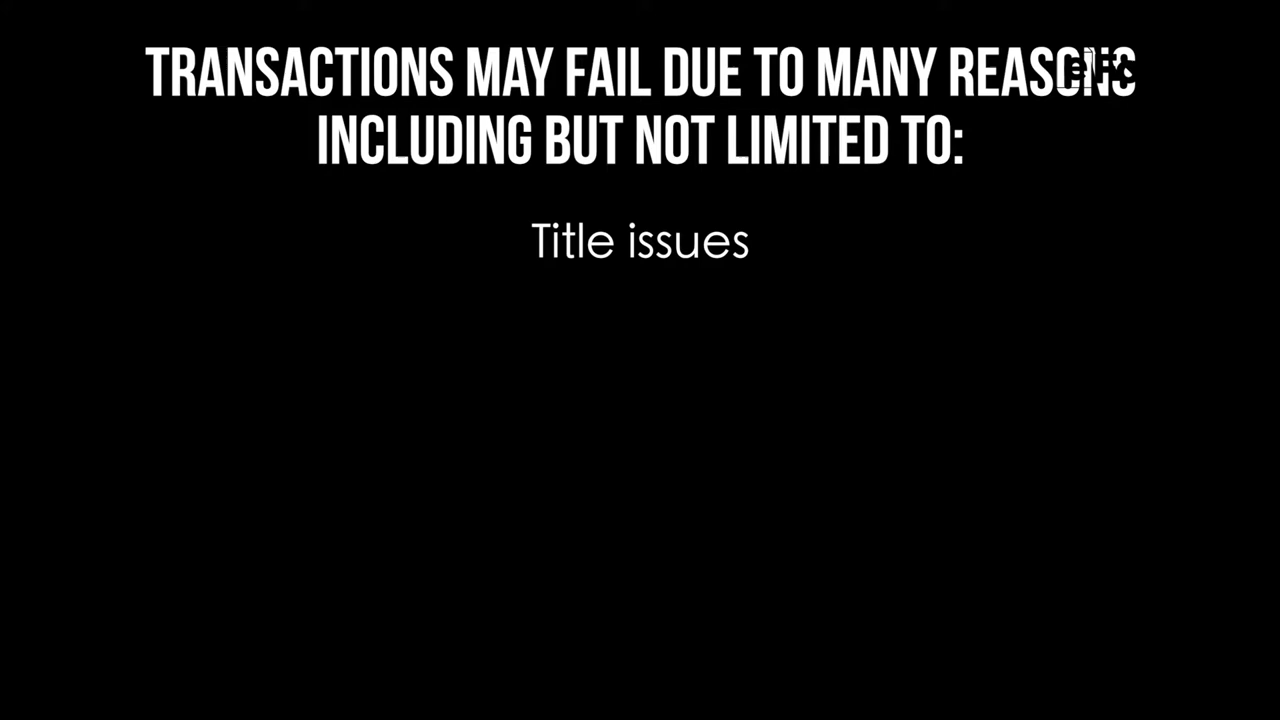 TRANSACTIONS MAY FAIL DUE TO MANY REASONS
INCLUDING BUT NOT LIMITED TO:
Title issues